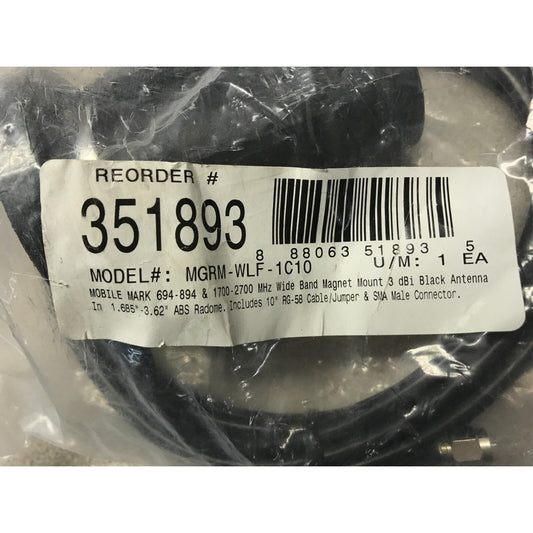 REORDER #
351893
8 88063 51893 5
MODEL#: MGRM-WLF-1C10
U/M: 1 EA
MOBILE MARK 694-894 & 1700-2700 MHz Wide Band Magnet Mount 3 dBi Black Antenna
In 1.685"-3.62" ABS Radome. Includes 10" RG-58 Cable/Jumper & SMA Male Connector.